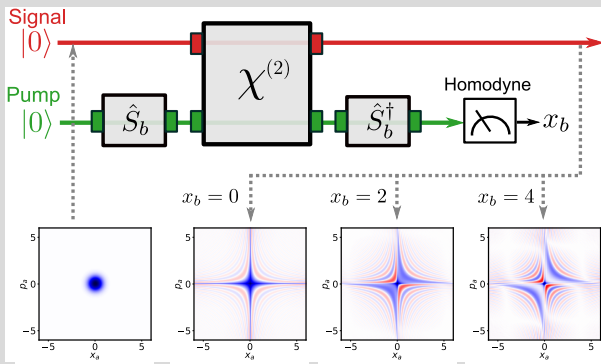 Signal
|0⟩
χ⁽²⁾
Pump
|0⟩
Ŝ_b
Ŝ_b†
Homodyne
x_b
x_b = 0
x_b = 2
x_b = 4
5
0
−5
p_a
−5 0 5
x_a
5
0
−5
p_a
−5 0 5
x_a
5
0
−5
p_a
−5 0 5
x_a
5
0
−5
p_a
−5 0 5
x_a